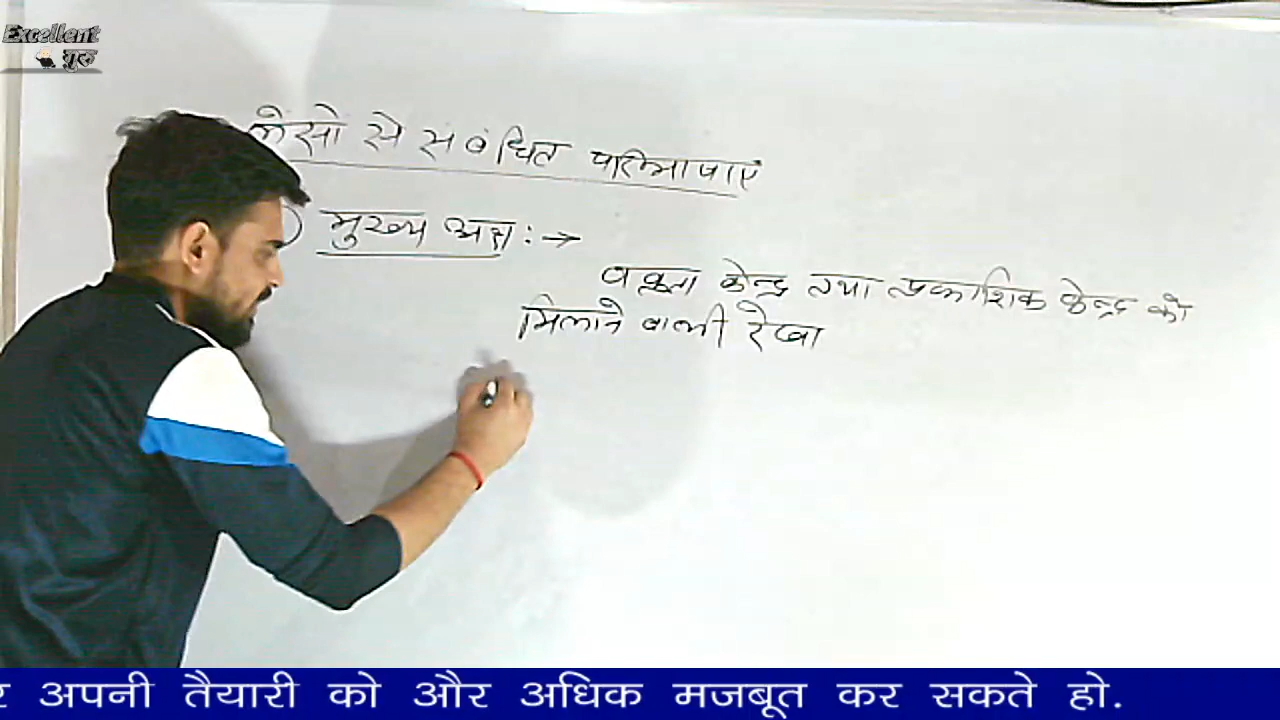 Excellent
गुरु
लेंसो से संबंधित परिभाषाएं
मुख्य अक्ष :→
वक्रता केन्द्र तथा प्रकाशिक केन्द्र को
मिलाने वाली रेखा
र अपनी तैयारी को और अधिक मजबूत कर सकते हो.